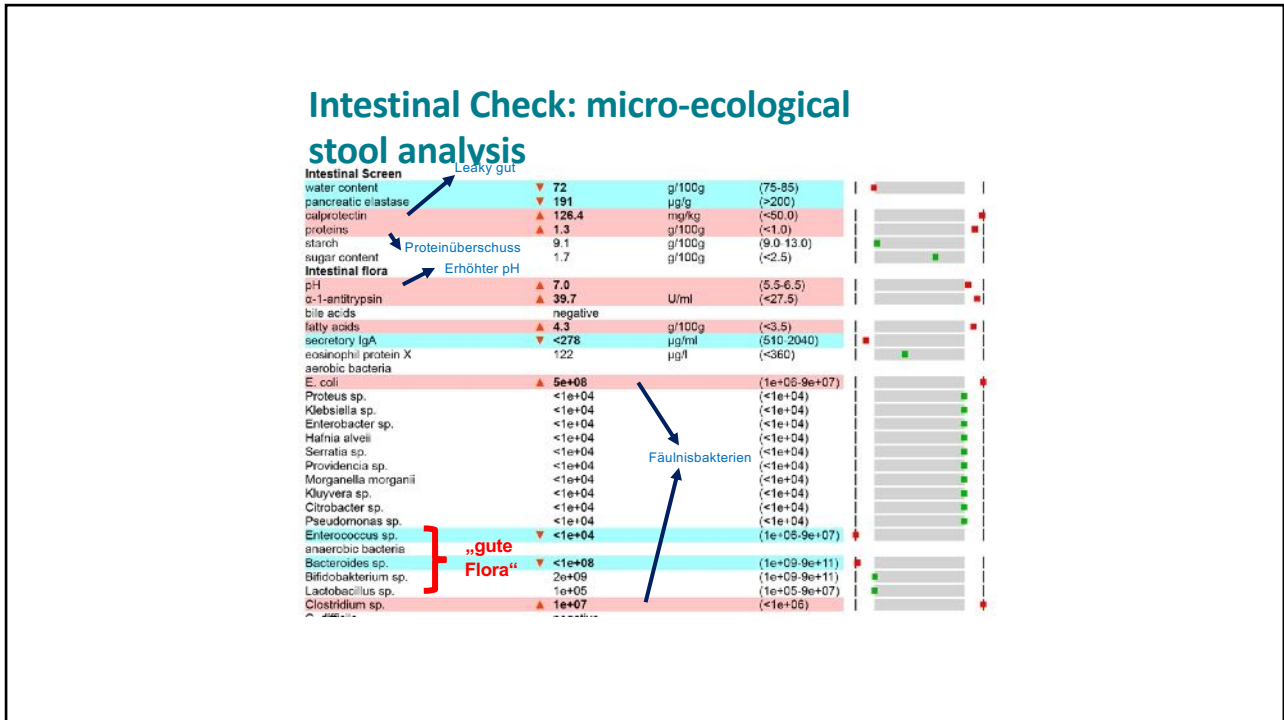 Intestinal Check: micro-ecological
stool analysis
Leaky gut
Intestinal Screen
water content ▼ 72 g/100g (75-85)
pancreatic elastase ▼ 191 µg/g (>200)
calprotectin ▲ 126.4 mg/kg (<50.0)
proteins ▲ 1.3 g/100g (<1.0)
starch 9.1 g/100g (9.0-13.0)
Proteinüberschuss
sugar content 1.7 g/100g (<2.5)
Intestinal flora
Erhöhter pH
pH ▲ 7.0 (5.5-6.5)
α-1-antitrypsin ▲ 39.7 U/ml (<27.5)
bile acids negative
fatty acids ▲ 4.3 g/100g (<3.5)
secretory IgA ▼ <278 µg/ml (510-2040)
eosinophil protein X 122 µg/l (<360)
aerobic bacteria
E. coli ▲ 5e+08 (1e+06-9e+07)
Proteus sp. <1e+04 (<1e+04)
Klebsiella sp. <1e+04 (<1e+04)
Enterobacter sp. <1e+04 (<1e+04)
Hafnia alveii <1e+04 (<1e+04)
Serratia sp. <1e+04 (<1e+04)
Fäulnisbakterien
Providencia sp. <1e+04 (<1e+04)
Morganella morganii <1e+04 (<1e+04)
Kluyvera sp. <1e+04 (<1e+04)
Citrobacter sp. <1e+04 (<1e+04)
Pseudomonas sp. <1e+04 (<1e+04)
Enterococcus sp. ▼ <1e+04 (1e+06-9e+07)
anaerobic bacteria
„gute
Flora“
Bacteroides sp. ▼ <1e+08 (1e+09-9e+11)
Bifidobakterium sp. 2e+09 (1e+09-9e+11)
Lactobacillus sp. 1e+05 (1e+05-9e+07)
Clostridium sp. ▲ 1e+07 (<1e+06)